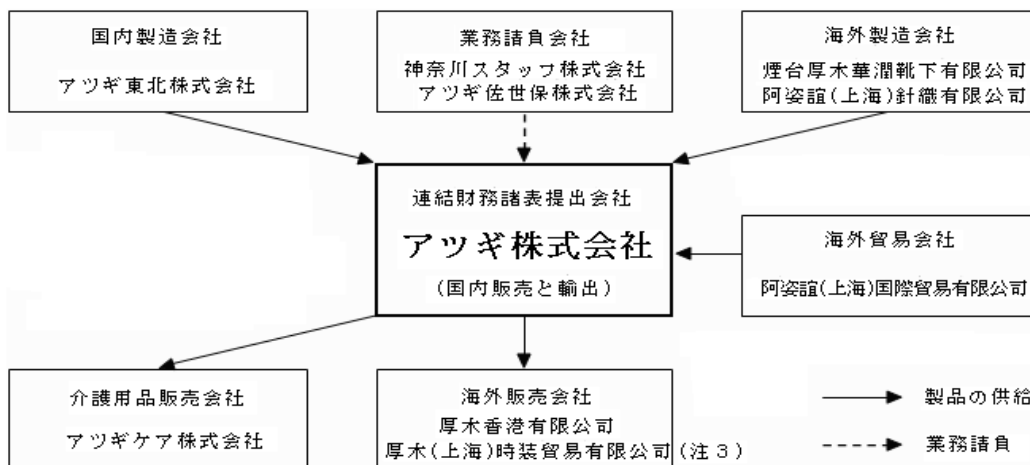 国内製造会社
アツギ東北株式会社
業務請負会社
神奈川スタッフ株式会社
アツギ佐世保株式会社
海外製造会社
煙台厚木華潤靴下有限公司
阿姿誼(上海)針織有限公司
連結財務諸表提出会社
アツギ株式会社
(国内販売と輸出)
海外貿易会社
阿姿誼(上海)国際貿易有限公司
介護用品販売会社
アツギケア株式会社
海外販売会社
厚木香港有限公司
厚木(上海)時装貿易有限公司(注3)
製品の供給
業務請負